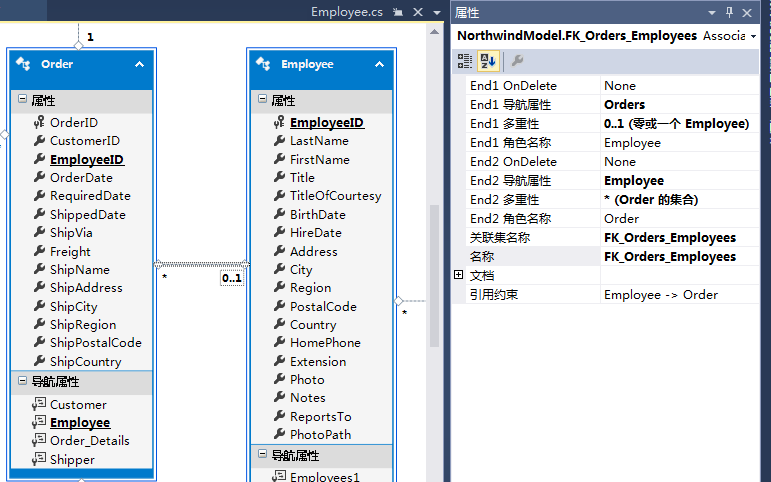 Employee.cs
1
Order
属性
OrderID
CustomerID
EmployeeID
OrderDate
RequiredDate
ShippedDate
ShipVia
Freight
ShipName
ShipAddress
ShipCity
ShipRegion
ShipPostalCode
ShipCountry
导航属性
Customer
Employee
Order_Details
Shipper
*
0..1
Employee
属性
EmployeeID
LastName
FirstName
Title
TitleOfCourtesy
BirthDate
HireDate
Address
City
Region
PostalCode
Country
HomePhone
Extension
Photo
Notes
ReportsTo
PhotoPath
导航属性
Employees1
*
属性
NorthwindModel.FK_Orders_Employees Associa
End1 OnDelete None
End1 导航属性 Orders
End1 多重性 0..1 (零或一个 Employee)
End1 角色名称 Employee
End2 OnDelete None
End2 导航属性 Employee
End2 多重性 * (Order 的集合)
End2 角色名称 Order
关联集名称 FK_Orders_Employees
名称 FK_Orders_Employees
文档
引用约束 Employee -> Order